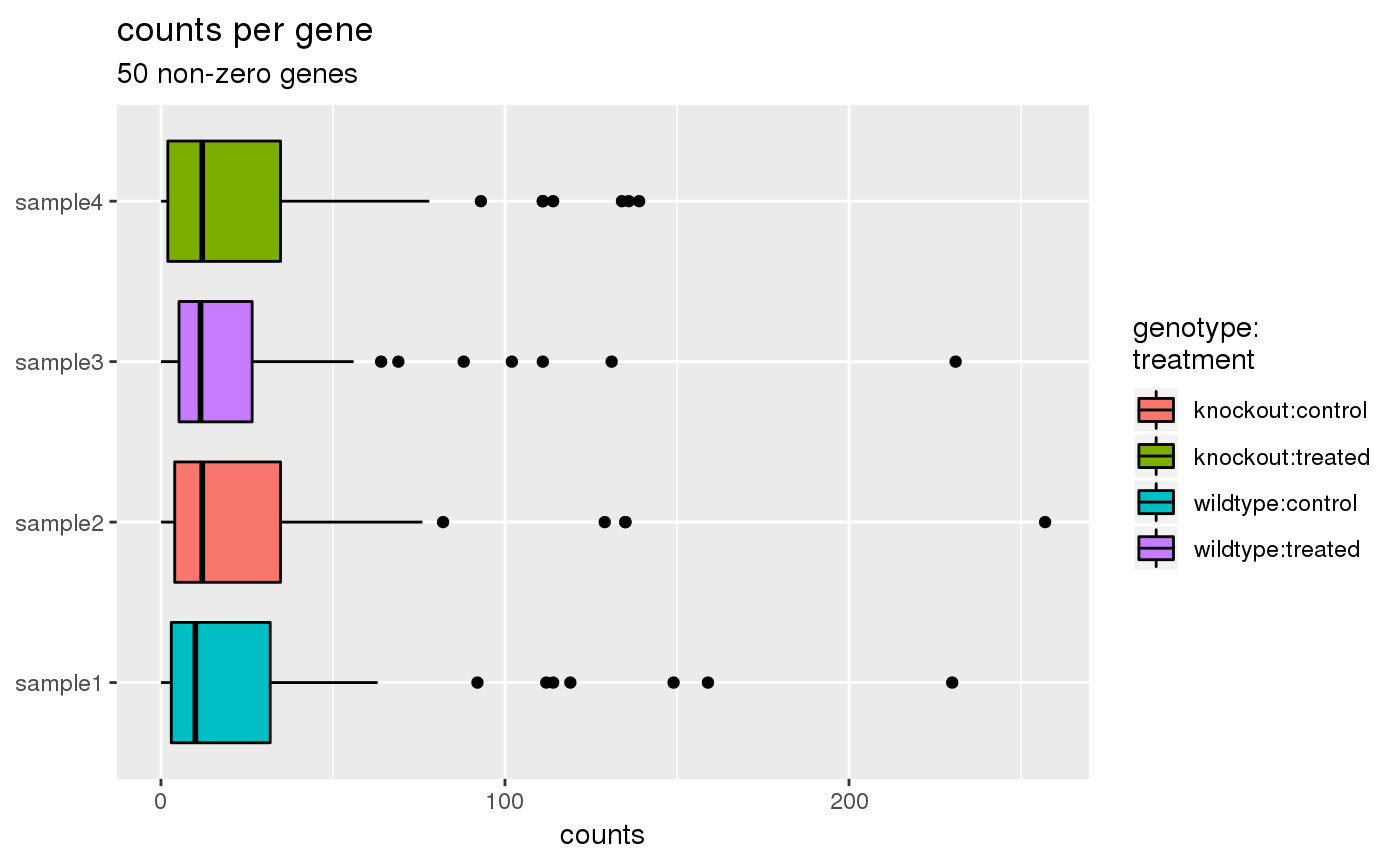 counts per gene
50 non-zero genes
sample4
sample3
sample2
sample1
0
100
200
counts
genotype:
treatment
knockout:control
knockout:treated
wildtype:control
wildtype:treated